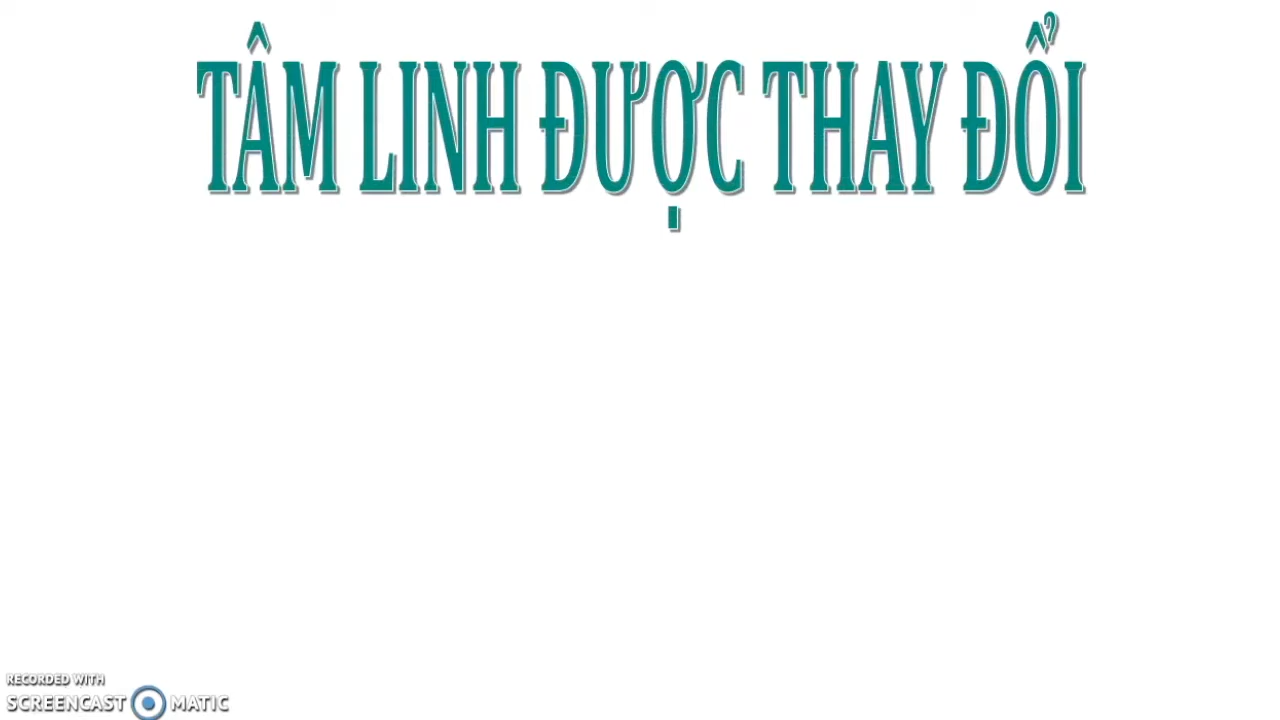 TÂM LINH ĐƯỢC THAY ĐỔI
RECORDED WITH
SCREENCAST MATIC